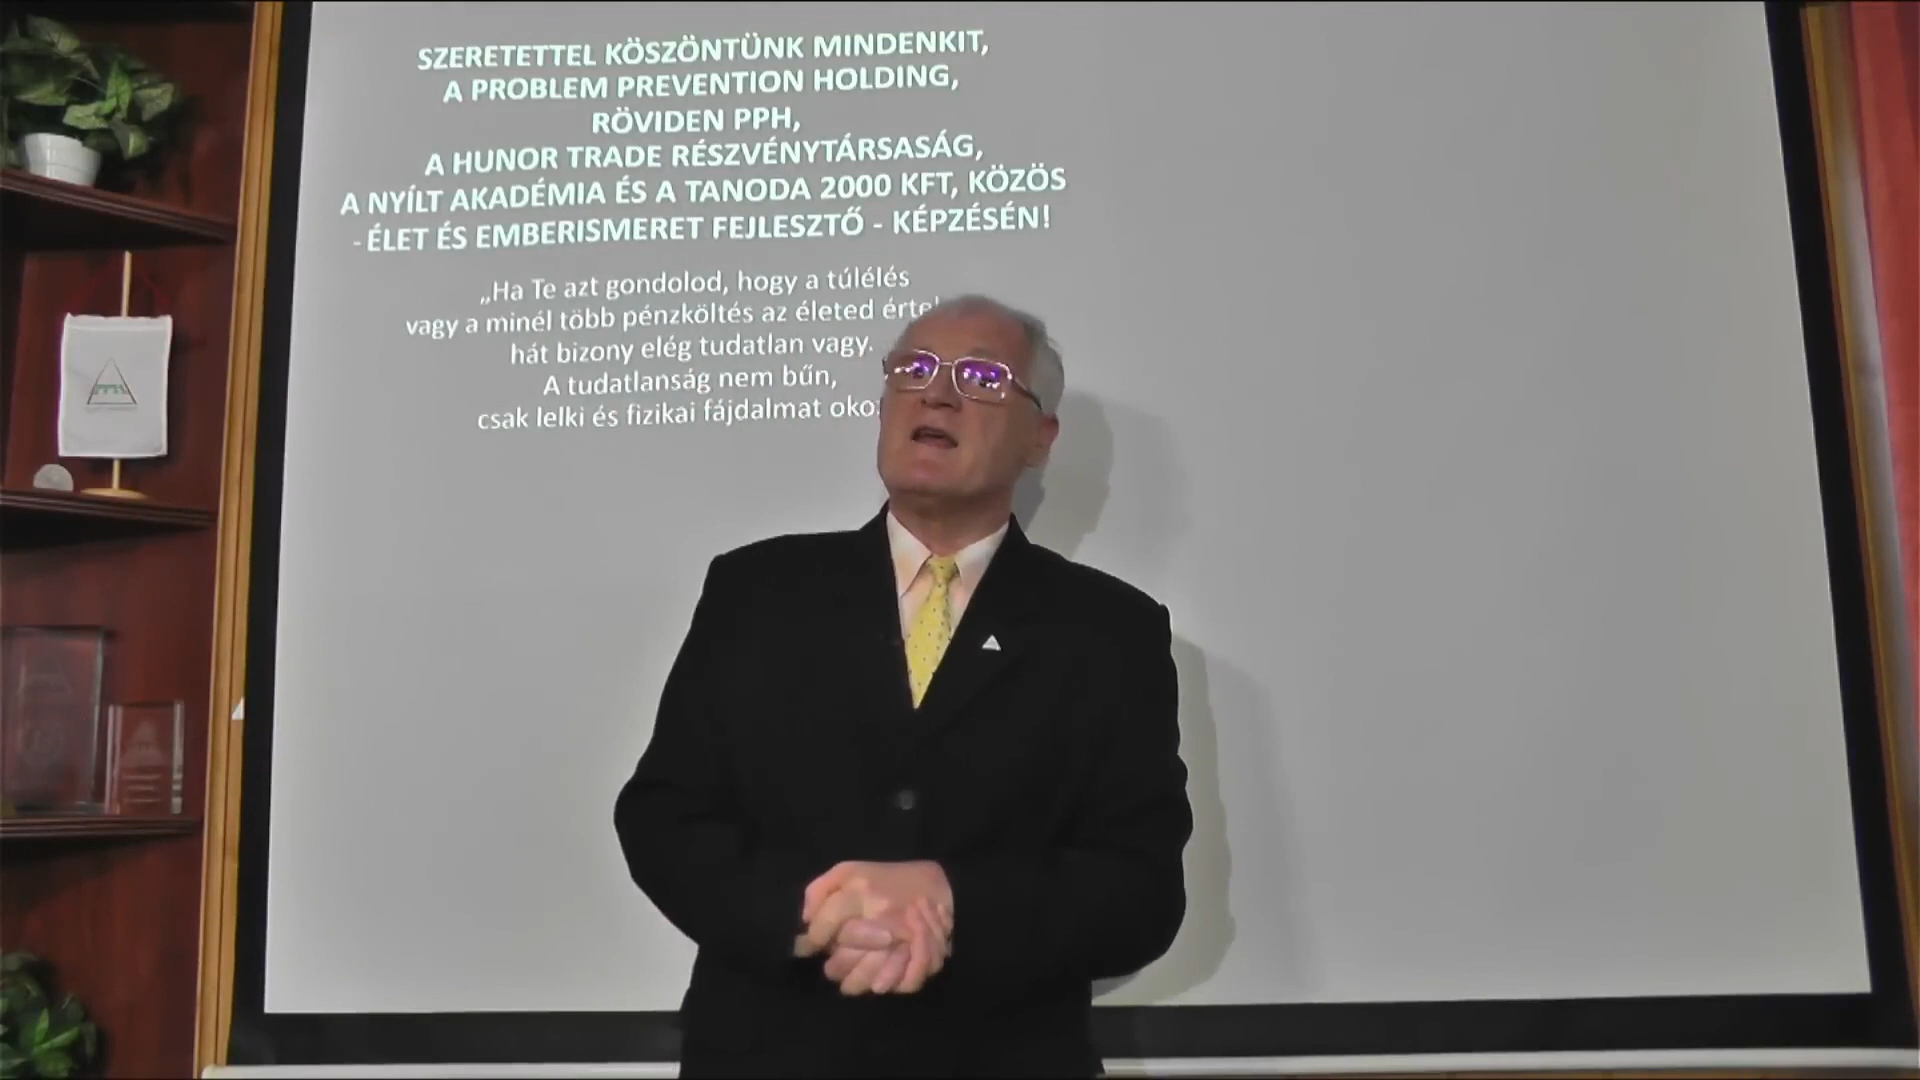 SZERETETTEL KÖSZÖNTÜNK MINDENKIT,
A PROBLEM PREVENTION HOLDING,
RÖVIDEN PPH,
A HUNOR TRADE RÉSZVÉNYTÁRSASÁG,
A NYÍLT AKADÉMIA ÉS A TANODA 2000 KFT, KÖZÖS
- ÉLET ÉS EMBERISMERET FEJLESZTŐ - KÉPZÉSÉN!
„Ha Te azt gondolod, hogy a túlélés
vagy a minél több pénzköltés az életed
hát bizony elég tudatlan vagy.
A tudatlanság nem bűn,
csak lelki és fizikai fájdalmat